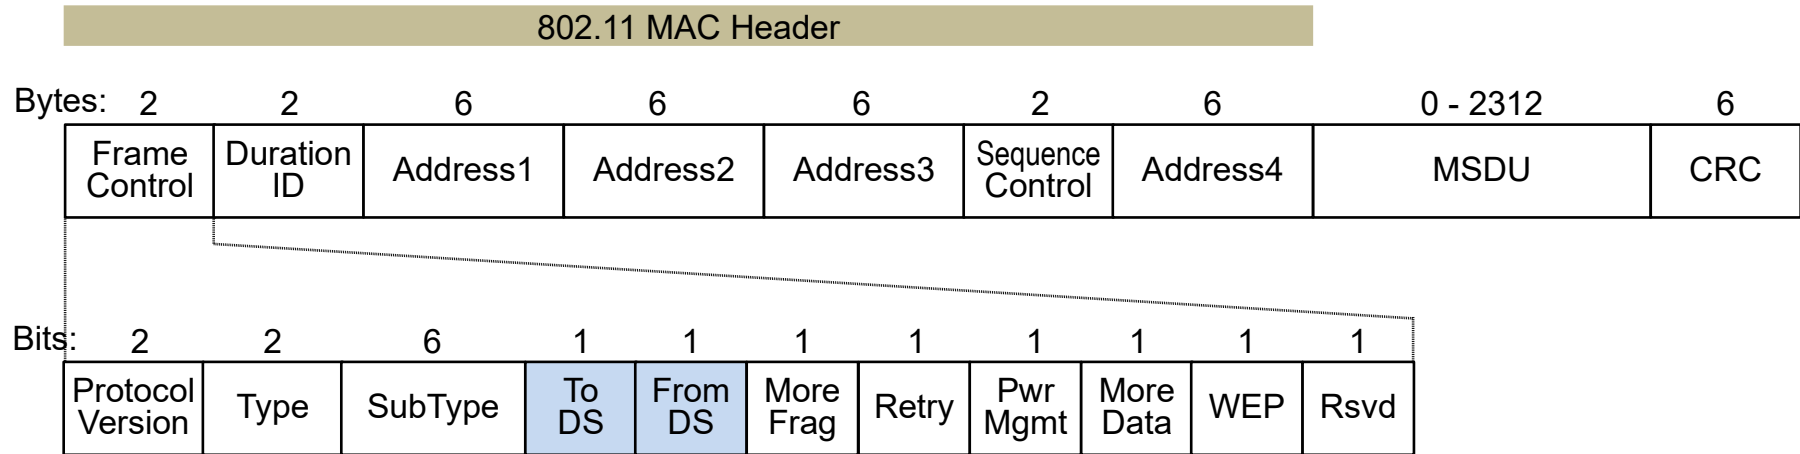 802.11 MAC Header
Bytes: 2 2 6 6 6 2 6 0 - 2312 6
Frame Control Duration ID Address1 Address2 Address3 Sequence Control Address4 MSDU CRC
Bits: 2 2 6 1 1 1 1 1 1 1 1
Protocol Version Type SubType To DS From DS More Frag Retry Pwr Mgmt More Data WEP Rsvd